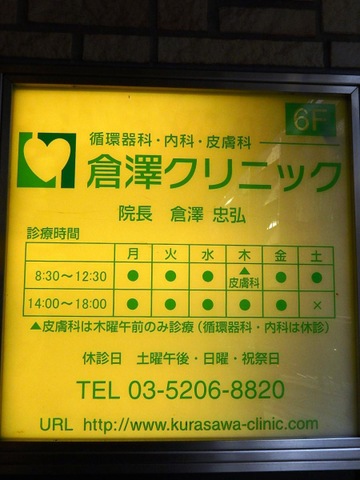 6F
循環器科・内科・皮膚科
倉澤クリニック
院長 倉澤 忠弘
診療時間
月 火 水 木 金 土
8:30～12:30 ● ● ● ▲皮膚科 ● ●
14:00～18:00 ● ● ● ● ● ×
▲皮膚科は木曜午前のみ診療（循環器科・内科は休診）
休診日 土曜午後・日曜・祝祭日
TEL 03-5206-8820
URL http://www.kurasawa-clinic.com